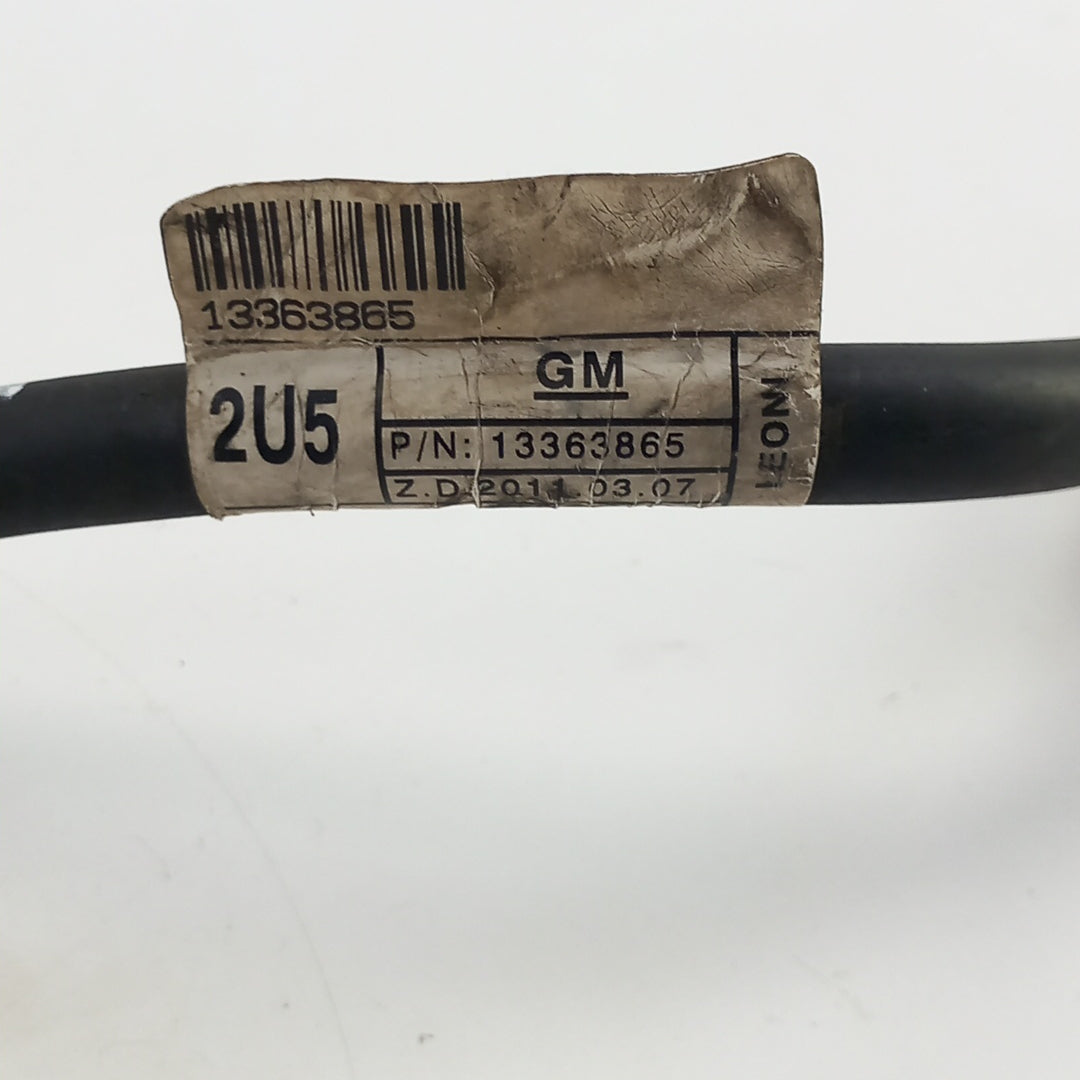 13363865
2U5
GM
P/N: 13363865
Z.D.2011.03.07
LEONI